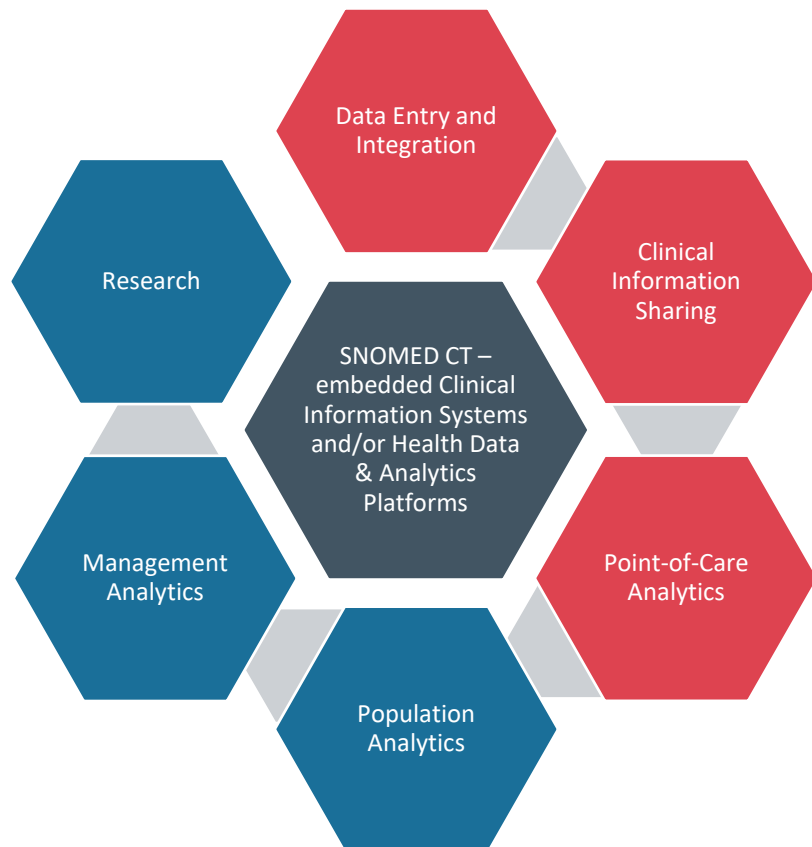 Data Entry and
Integration
Clinical
Information
Sharing
Research
SNOMED CT –
embedded Clinical
Information Systems
and/or Health Data
& Analytics
Platforms
Management
Analytics
Point-of-Care
Analytics
Population
Analytics